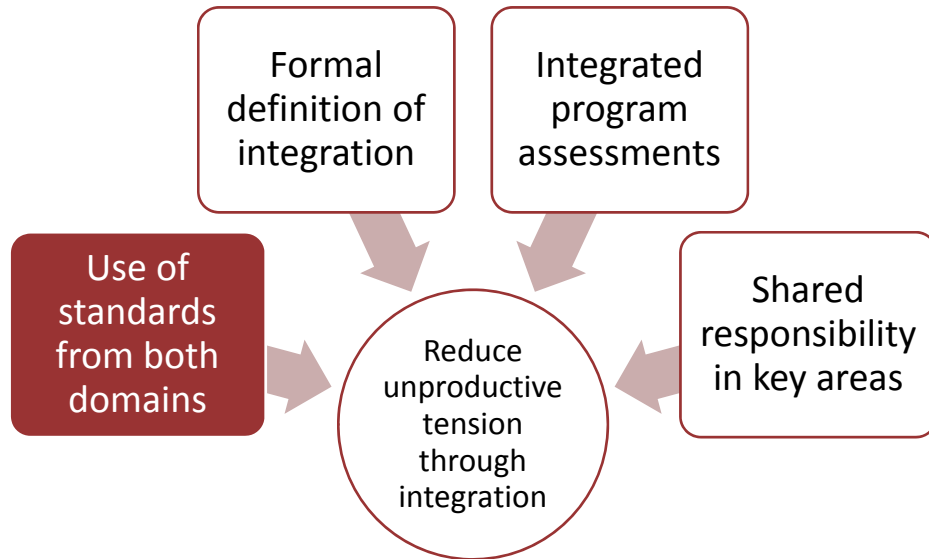 Formal
definition of
integration
Integrated
program
assessments
Use of
standards
from both
domains
Shared
responsibility
in key areas
Reduce
unproductive
tension
through
integration